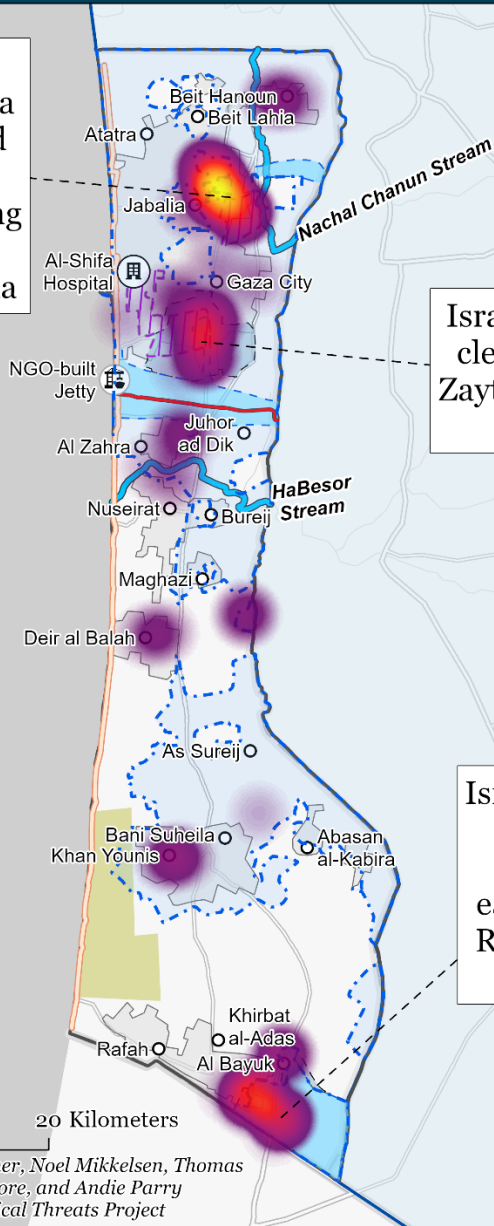 a
d
ng
a
Beit Hanoun
Beit Lahia
Atatra
Nachal Chanun Stream
Jabalia
Al-Shifa
Hospital
Gaza City
Isra
cle
Zayt
NGO-built
Jetty
Juhor
ad Dik
Al Zahra
HaBesor
Stream
Nuseirat
Bureij
Maghazi
Deir al Balah
As Sureij
Isr
e
R
Bani Suheila
Khan Younis
Abasan
al-Kabira
Khirbat
al-Adas
Rafah
Al Bayuk
20 Kilometers
er, Noel Mikkelsen, Thomas
ore, and Andie Parry
ical Threats Project